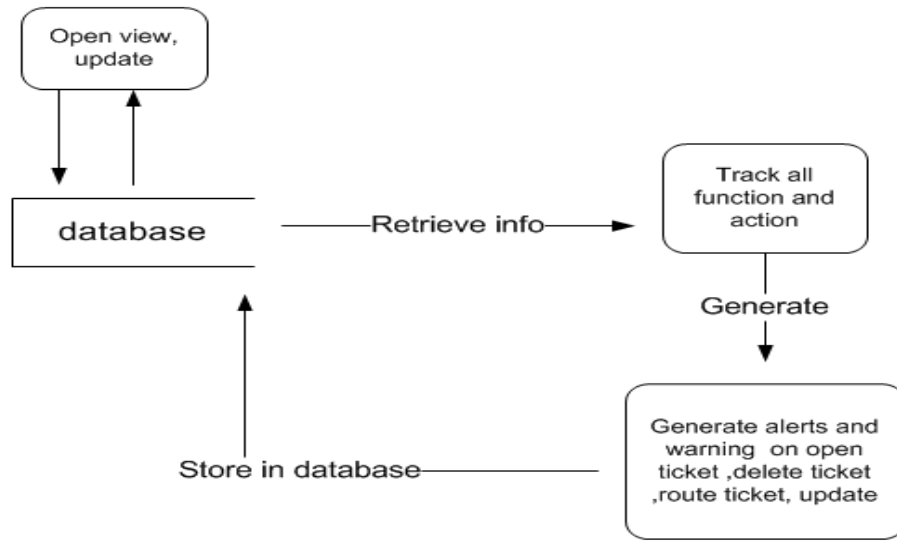 Open view,
update
database
Retrieve info
Track all
function and
action
Generate
Generate alerts and
warning on open
ticket ,delete ticket
,route ticket, update
Store in database